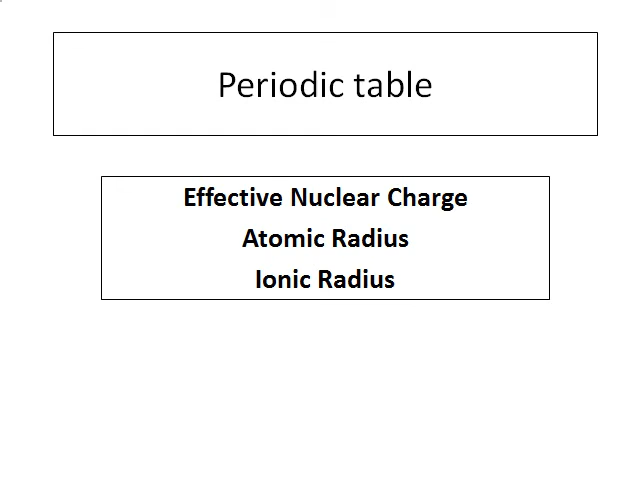 Periodic table
Effective Nuclear Charge
Atomic Radius
Ionic Radius